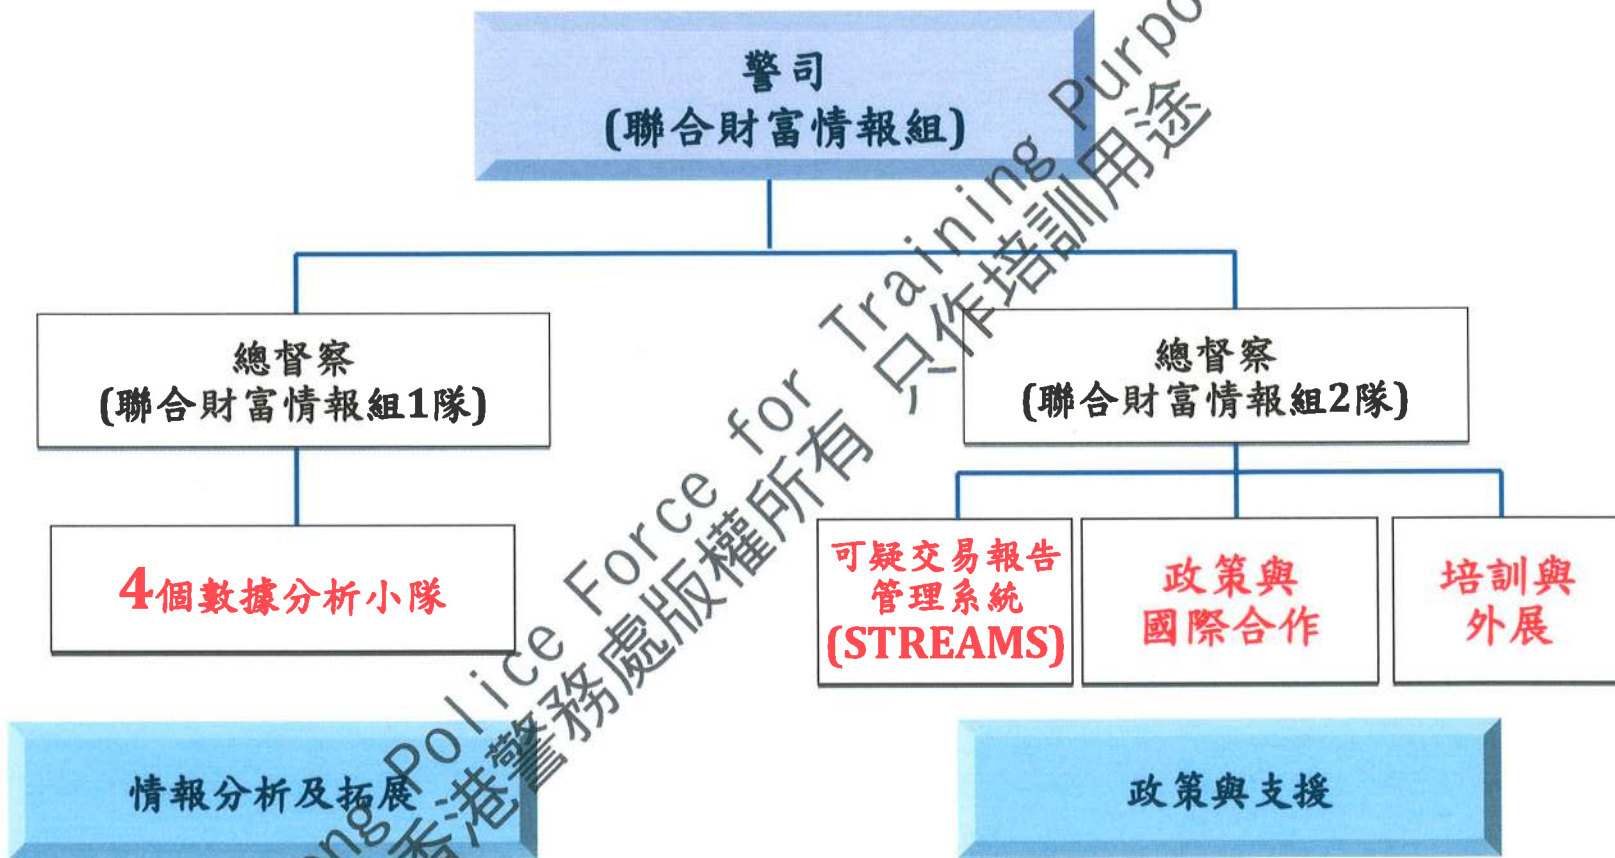 警司
(聯合財富情報組)
總督察
(聯合財富情報組1隊)
總督察
(聯合財富情報組2隊)
4個數據分析小隊
可疑交易報告
管理系統
(STREAMS)
政策與
國際合作
培訓與
外展
情報分析及拓展
政策與支援
Police Force for Training
香港警務處版權所有 只作培訓用途